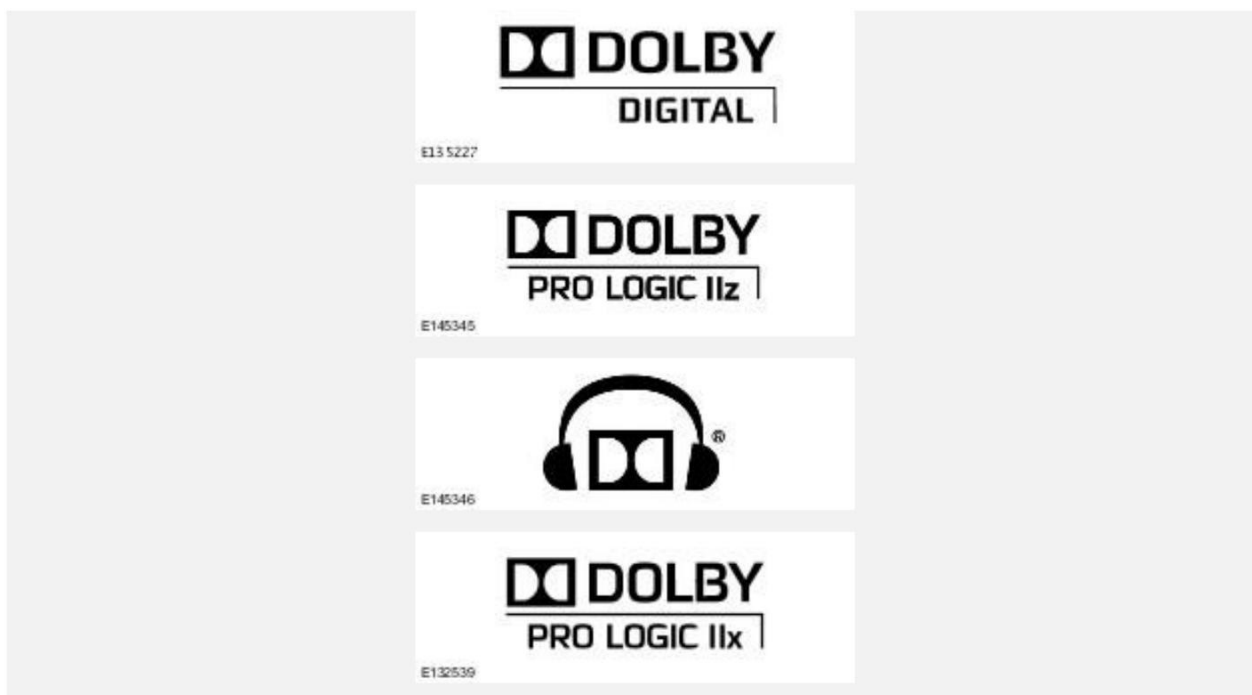 DOLBY
DIGITAL
E135227
DOLBY
PRO LOGIC IIz
E145345
®
E145346
DOLBY
PRO LOGIC IIx
E132539